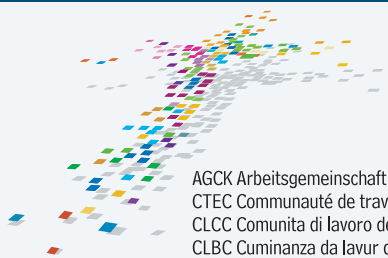 AGCK Arbeitsgemeinschaft
CTEC Communauté de trav
CLCC Comunita di lavoro de
CLBC Cuminanza da lavur d